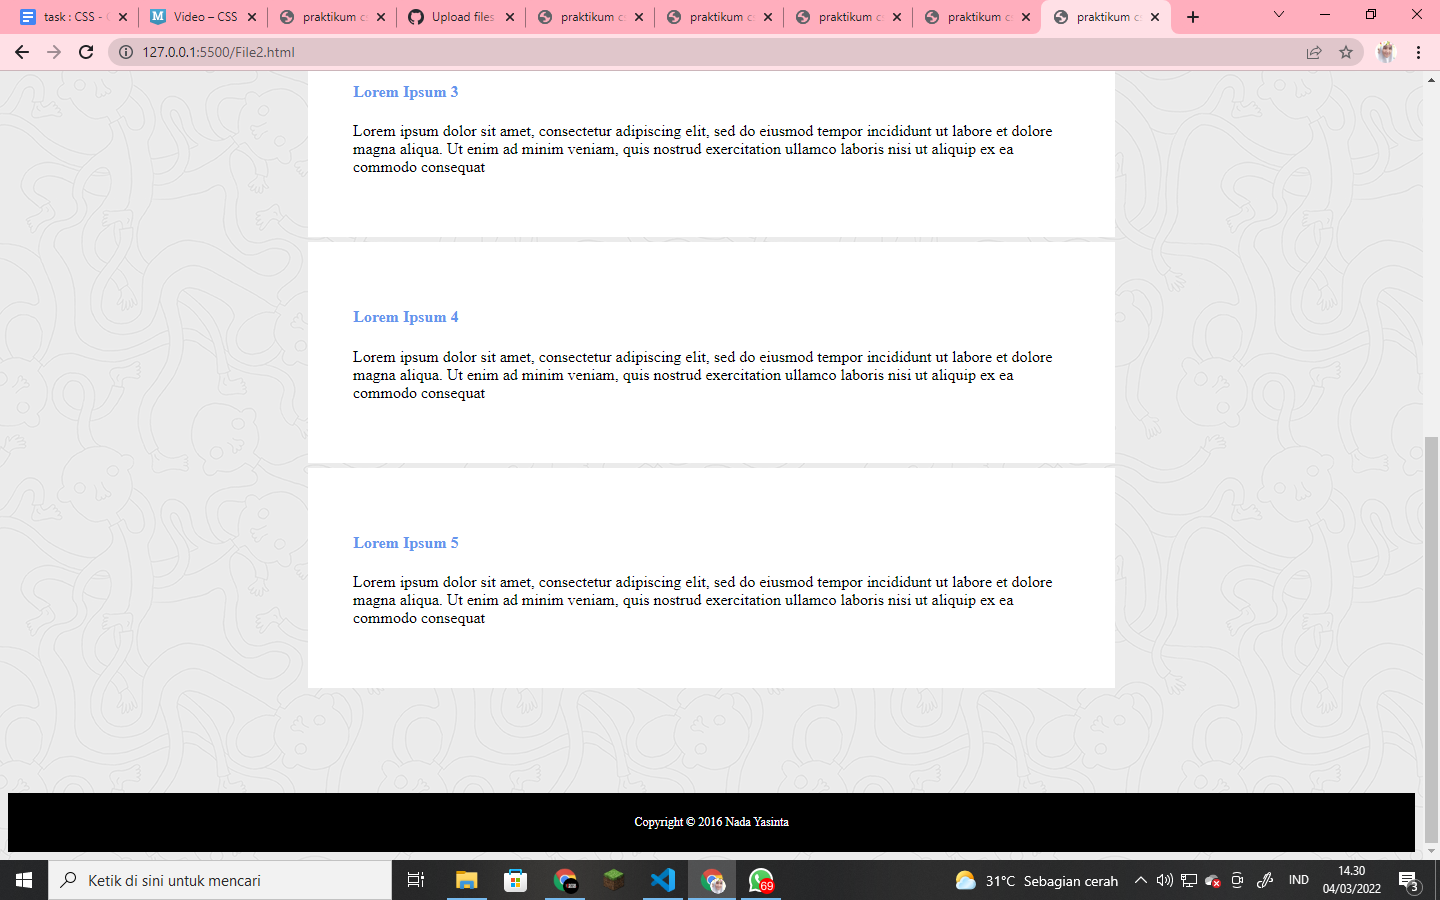 task : CSS - G
Video – CSS
praktikum cs
Upload files
praktikum cs
praktikum cs
praktikum cs
praktikum cs
praktikum cs
127.0.0.1:5500/File2.html
Lorem Ipsum 3
Lorem ipsum dolor sit amet, consectetur adipiscing elit, sed do eiusmod tempor incididunt ut labore et dolore
magna aliqua. Ut enim ad minim veniam, quis nostrud exercitation ullamco laboris nisi ut aliquip ex ea
commodo consequat
Lorem Ipsum 4
Lorem ipsum dolor sit amet, consectetur adipiscing elit, sed do eiusmod tempor incididunt ut labore et dolore
magna aliqua. Ut enim ad minim veniam, quis nostrud exercitation ullamco laboris nisi ut aliquip ex ea
commodo consequat
Lorem Ipsum 5
Lorem ipsum dolor sit amet, consectetur adipiscing elit, sed do eiusmod tempor incididunt ut labore et dolore
magna aliqua. Ut enim ad minim veniam, quis nostrud exercitation ullamco laboris nisi ut aliquip ex ea
commodo consequat
Copyright © 2016 Nada Yasinta
Ketik di sini untuk mencari
69
31°C Sebagian cerah
IND
14.30
04/03/2022
3